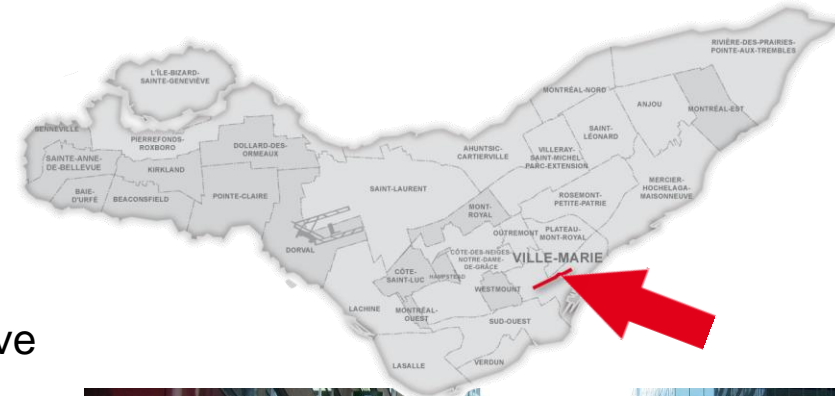 RIVIÈRE-DES-PRAIRIES-
POINTE-AUX-TREMBLES
L'ÎLE-BIZARD-
SAINTE-GENEVIÈVE
MONTRÉAL-NORD
ANJOU
MONTRÉAL-EST
SENNEVILLE
PIERREFONDS-
ROXBORO
DOLLARD-DES-
ORMEAUX
AHUNTSIC-
CARTIERVILLE
VILLERAY-
SAINT-MICHEL-
PARC-EXTENSION
SAINT-
LÉONARD
SAINTE-ANNE-
DE-BELLEVUE
KIRKLAND
SAINT-LAURENT
MERCIER-
HOCHELAGA-
MAISONNEUVE
BAIE-
D'URFÉ
BEACONSFIELD
POINTE-CLAIRE
MONT-
ROYAL
ROSEMONT-
PETITE-PATRIE
OUTREMONT
PLATEAU-
MONT-ROYAL
DORVAL
CÔTE-DES-NEIGES-
NOTRE-DAME-
DE-GRÂCE
VILLE-MARIE
CÔTE-
SAINT-LUC
HAMPSTEAD
WESTMOUNT
LACHINE
MONTRÉAL-
OUEST
SUD-OUEST
ve
LASALLE
VERDUN